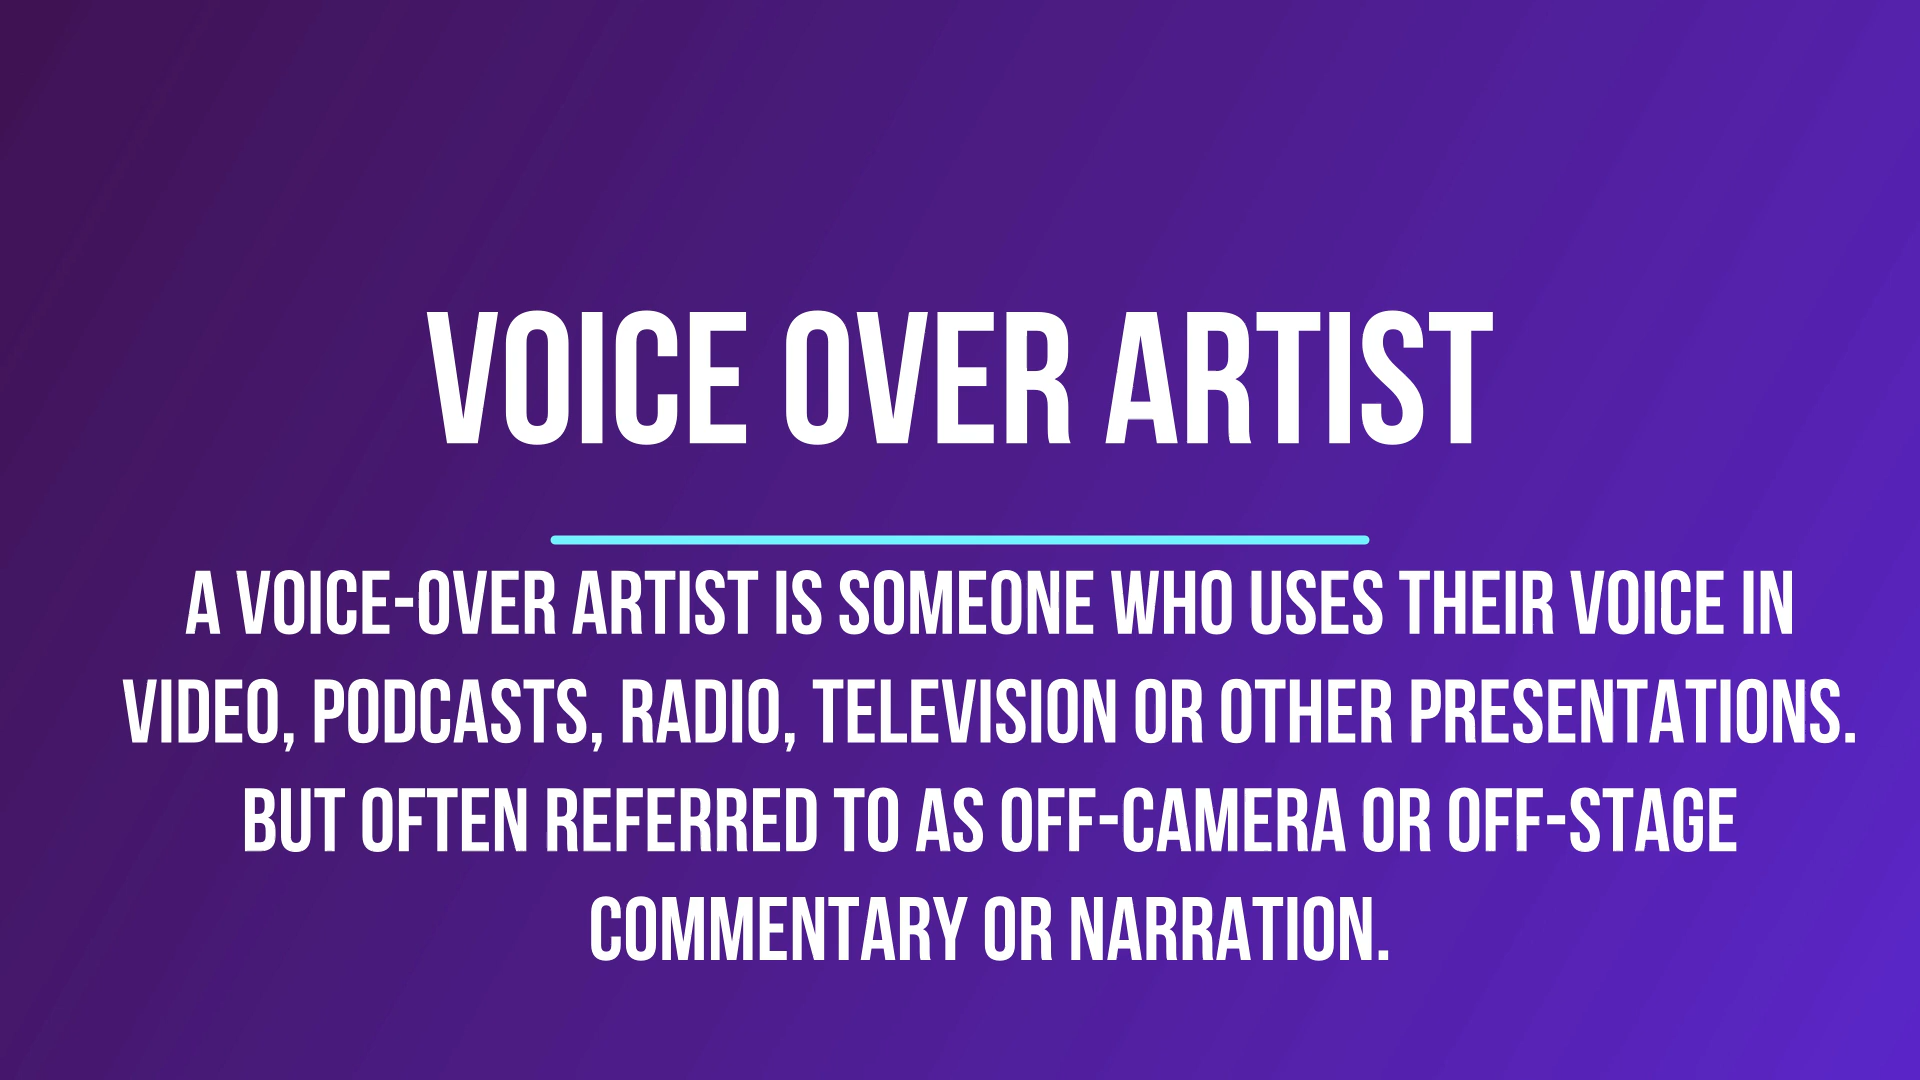 VOICE OVER ARTIST
A VOICE-OVER ARTIST IS SOMEONE WHO USES THEIR VOICE IN
VIDEO, PODCASTS, RADIO, TELEVISION OR OTHER PRESENTATIONS.
BUT OFTEN REFERRED TO AS OFF-CAMERA OR OFF-STAGE
COMMENTARY OR NARRATION.